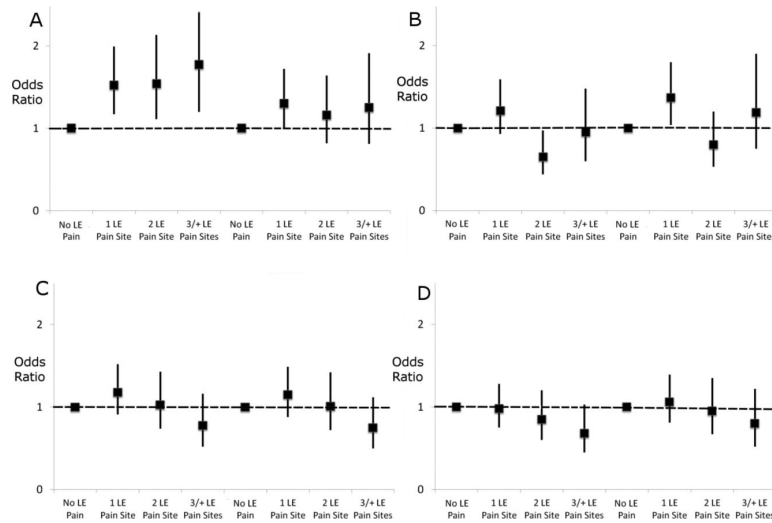 A
2
Odds
Ratio
1
0
No LE
Pain
1 LE
Pain Site
2 LE
Pain Site
3/+ LE
Pain Sites
No LE
Pain
1 LE
Pain Site
2 LE
Pain Site
3/+ LE
Pain Sites
B
2
Odds
Ratio
1
0
No LE
Pain
1 LE
Pain Site
2 LE
Pain Site
3/+ LE
Pain Sites
No LE
Pain
1 LE
Pain Site
2 LE
Pain Site
3/+ LE
Pain Site
C
2
Odds
Ratio
1
0
No LE
Pain
1 LE
Pain Site
2 LE
Pain Site
3/+ LE
Pain Sites
No LE
Pain
1 LE
Pain Site
2 LE
Pain Site
3/+ LE
Pain Sites
D
2
Odds
Ratio
1
0
No LE
Pain
1 LE
Pain Site
2 LE
Pain Site
3/+ LE
Pain Sites
No LE
Pain
1 LE
Pain Site
2 LE
Pain Site
3/+ LE
Pain Sites